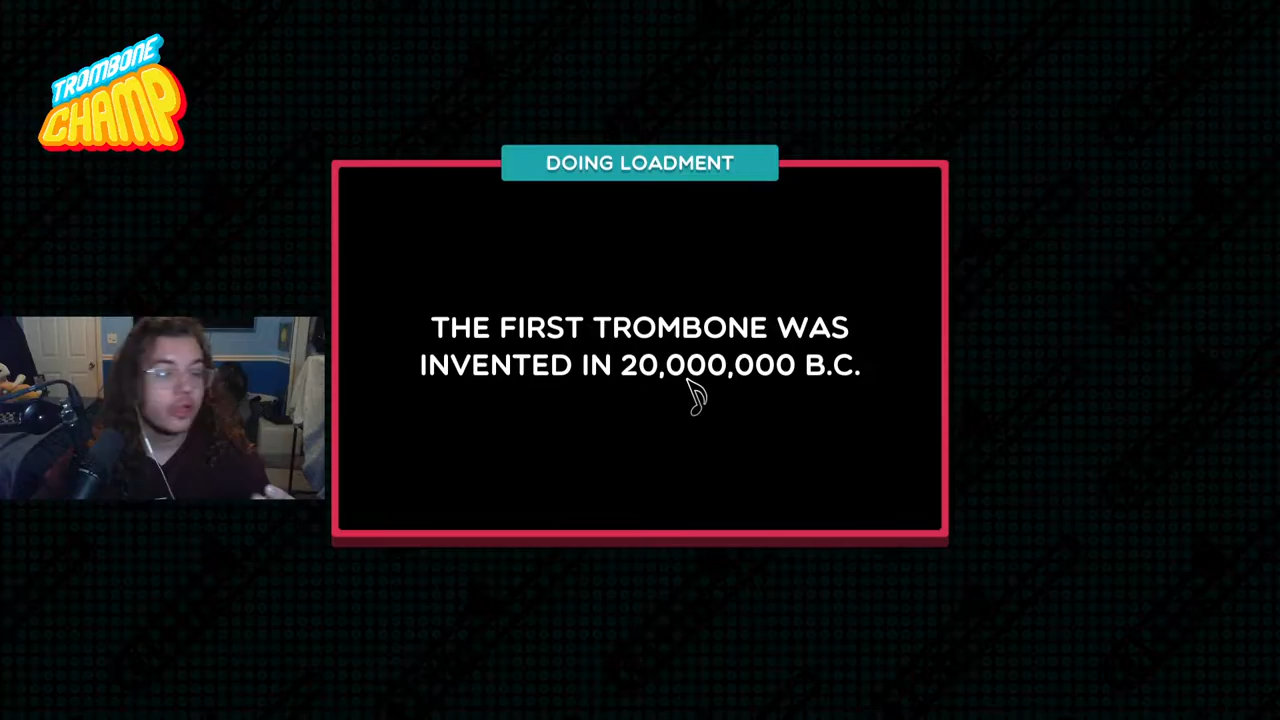 TROMBONE
CHAMP
DOING LOADMENT
THE FIRST TROMBONE WAS
INVENTED IN 20,000,000 B.C.